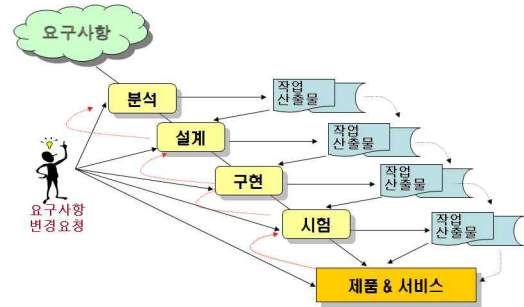 요구사항
분석
작업
산출물
설계
작업
산출물
구현
작업
산출물
요구사항
변경요청
시험
작업
산출물
제품 & 서비스